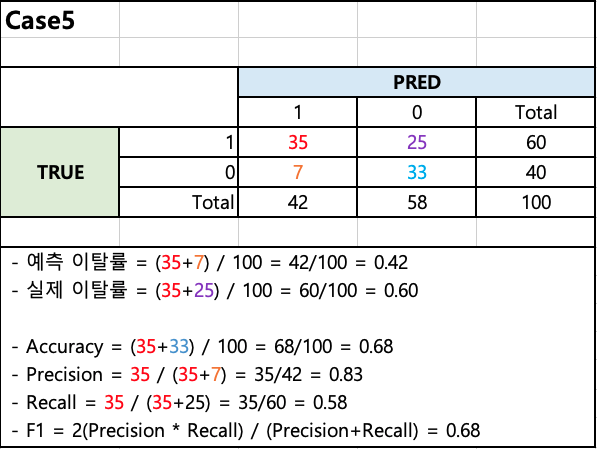 Case5
PRED
1 0 Total
TRUE
1 35 25 60
0 7 33 40
Total 42 58 100
- 예측 이탈률 = (35+7) / 100 = 42/100 = 0.42
- 실제 이탈률 = (35+25) / 100 = 60/100 = 0.60
- Accuracy = (35+33) / 100 = 68/100 = 0.68
- Precision = 35 / (35+7) = 35/42 = 0.83
- Recall = 35 / (35+25) = 35/60 = 0.58
- F1 = 2(Precision * Recall) / (Precision+Recall) = 0.68